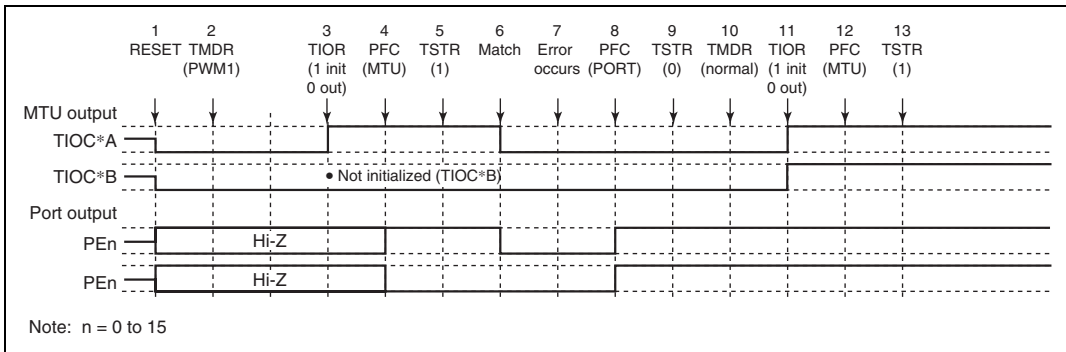 1 2 3 4 5 6 7 8 9 10 11 12 13
RESET TMDR TIOR PFC TSTR Match Error PFC TSTR TMDR TIOR PFC TSTR
(PWM1) (1 init (MTU) (1) occurs (PORT) (0) (normal) (1 init (MTU) (1)
0 out) 0 out)
MTU output
TIOC*A
TIOC*B • Not initialized (TIOC*B)
Port output
PEn Hi-Z
PEn Hi-Z
Note: n = 0 to 15